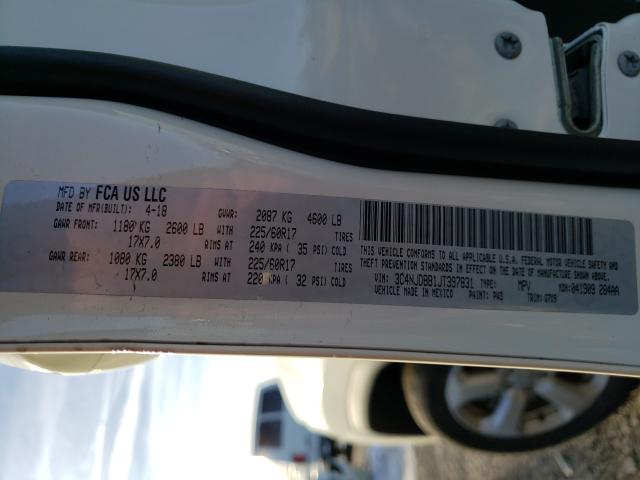 MFD BY FCA US LLC
DATE OF MFR(BUILT): 4-18 GVWR: 2087 KG 4600 LB
GAWR FRONT: 1180 KG 2600 LB WITH 225/60R17 TIRES
17X7.0 RIMS AT 240 KPA ( 35 PSI) COLD
GAWR REAR: 1080 KG 2380 LB WITH 225/60R17 TIRES
17X7.0 RIMS AT 220 KPA ( 32 PSI) COLD
THIS VEHICLE CONFORMS TO ALL APPLICABLE U.S.A. FEDERAL MOTOR VEHICLE SAFETY
AND THEFT PREVENTION STANDARDS IN EFFECT ON THE DATE OF MANUFACTURE SHOWN ABOVE.
VIN: 3C4NJDBB1JT397831 TYPE: MPV MDH: 041909 284AA
VEHICLE MADE IN MEXICO PAINT: PW3 TRIM: